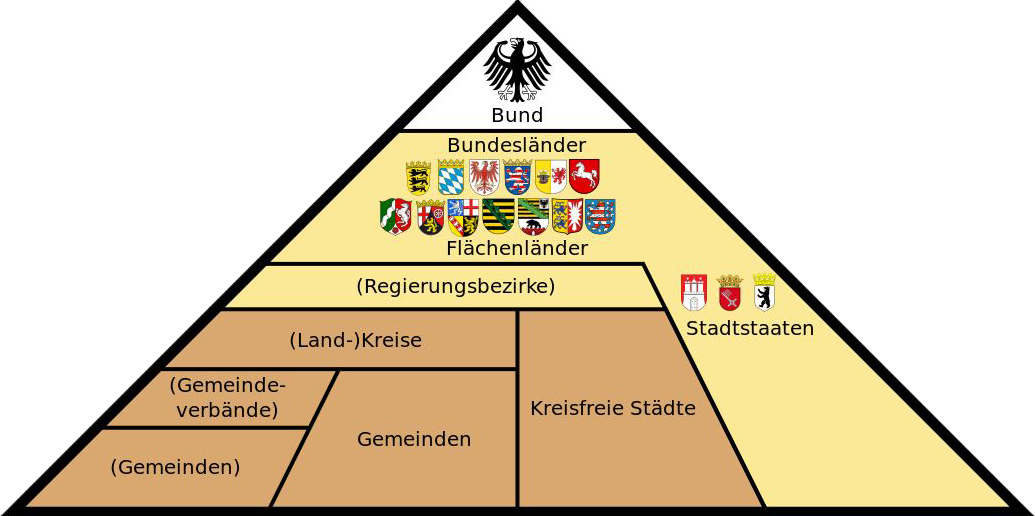 Bund
Bundesländer
Flächenländer
(Regierungsbezirke)
Stadtstaaten
(Land-)Kreise
(Gemeinde-
verbände)
Kreisfreie Städte
Gemeinden
(Gemeinden)